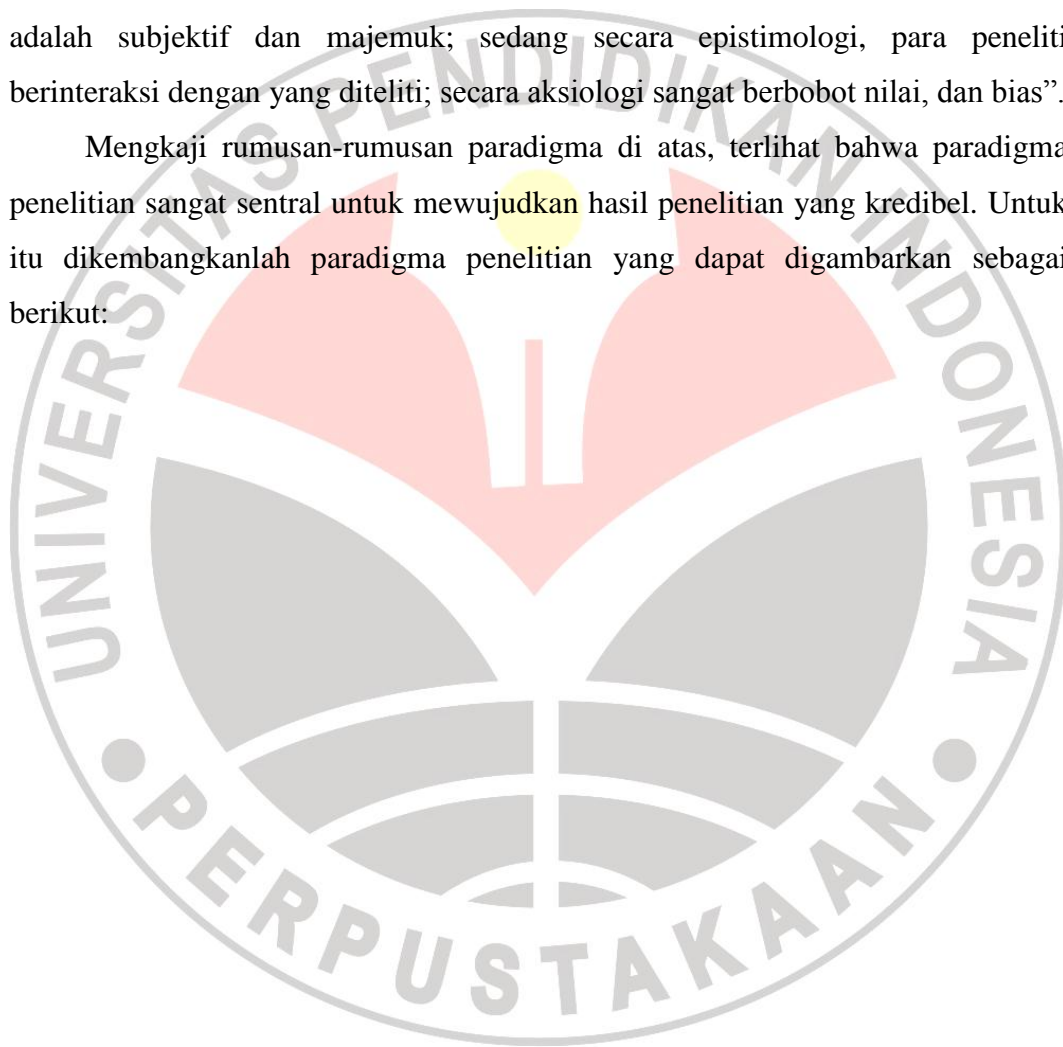 adalah subjektif dan majemuk; sedang secara epistimologi, para peneliti
berinteraksi dengan yang diteliti; secara aksiologi sangat berbobot nilai, dan bias”.
Mengkaji rumusan-rumusan paradigma di atas, terlihat bahwa paradigma
penelitian sangat sentral untuk mewujudkan hasil penelitian yang kredibel. Untuk
itu dikembangkanlah paradigma penelitian yang dapat digambarkan sebagai
berikut:
UNIVERSITAS PENDIDIKAN INDONESIA
PERPUSTAKAAN